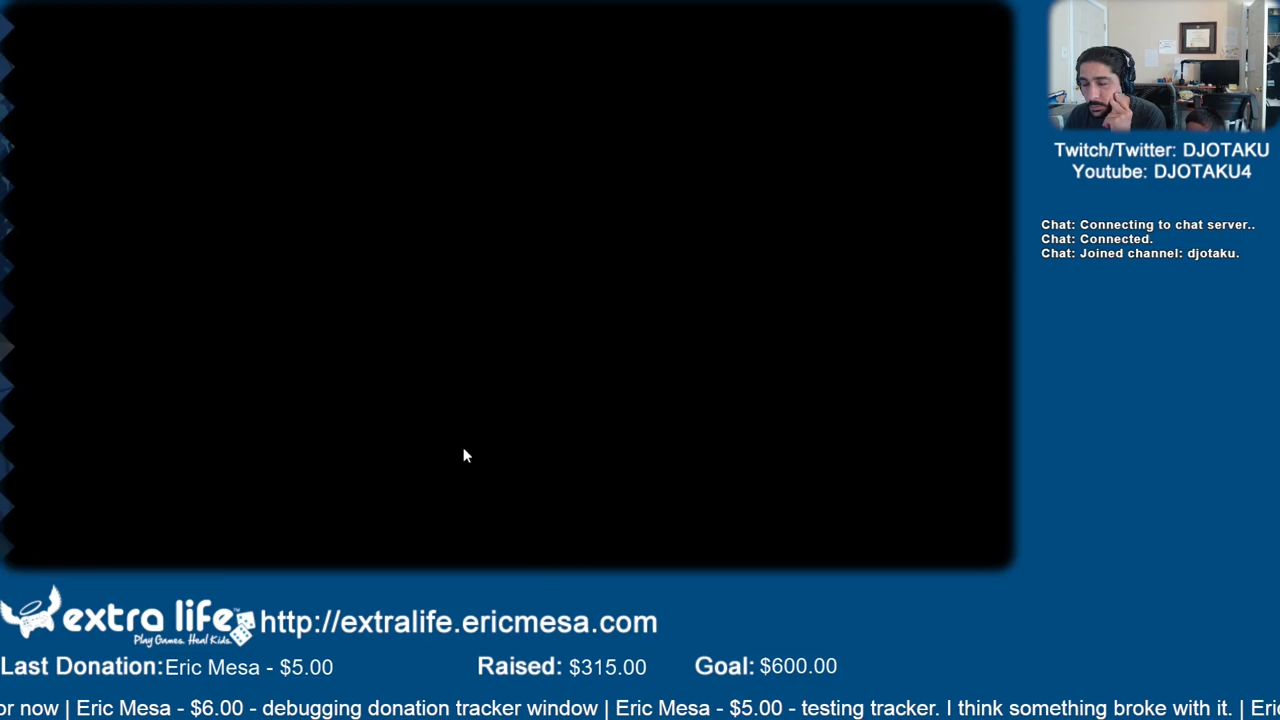 Twitch/Twitter: DJOTAKU
Youtube: DJOTAKU4
Chat: Connecting to chat server..
Chat: Connected.
Chat: Joined channel: djotaku.
extra life
Play Games. Heal Kids.
http://extralife.ericmesa.com
Last Donation: Eric Mesa - $5.00
Raised: $315.00
Goal: $600.00
or now | Eric Mesa - $6.00 - debugging donation tracker window | Eric Mesa - $5.00 - testing tracker. I think something broke with it. | Eric